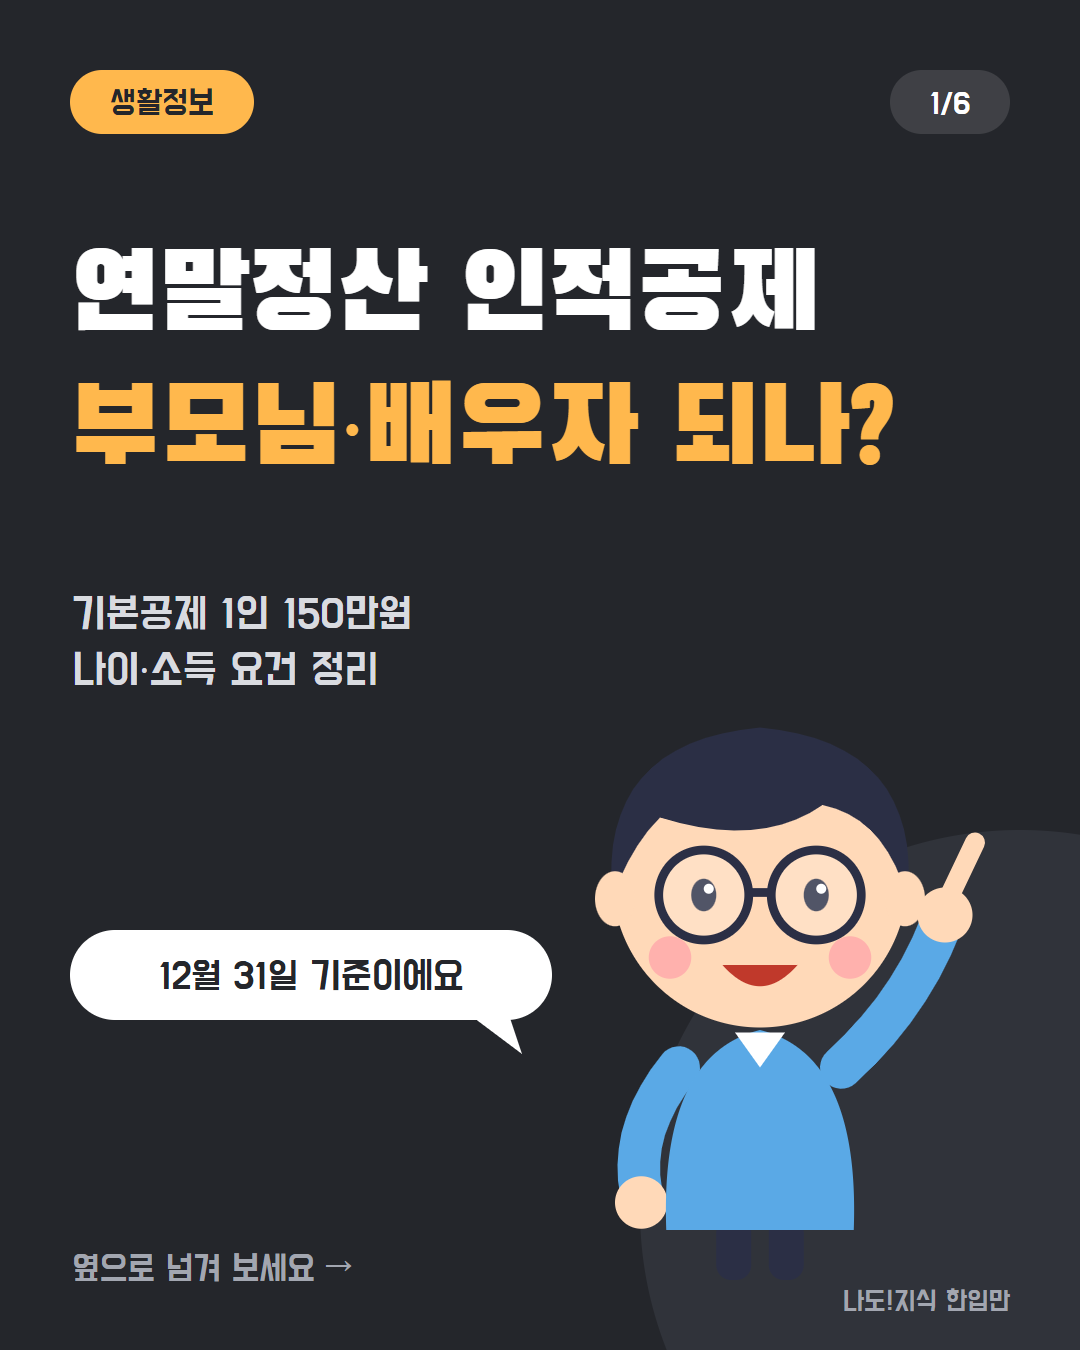 생활정보
1/6
연말정산 인적공제
부모님·배우자 되나?
기본공제 1인 150만원
나이·소득 요건 정리
12월 31일 기준이에요
옆으로 넘겨 보세요 →
나도!지식 한입만